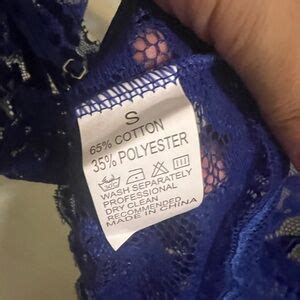 S
65% COTTON
35% POLYESTER
WASH SEPARATELY
PROFESSIONAL
DRY CLEAN
RECOMMENDED
MADE IN CHINA